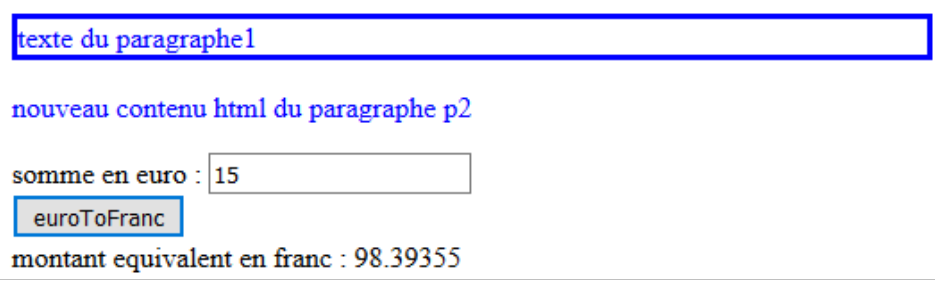 texte du paragraphe1
nouveau contenu html du paragraphe p2
somme en euro : 15
euroToFranc
montant equivalent en franc : 98.39355